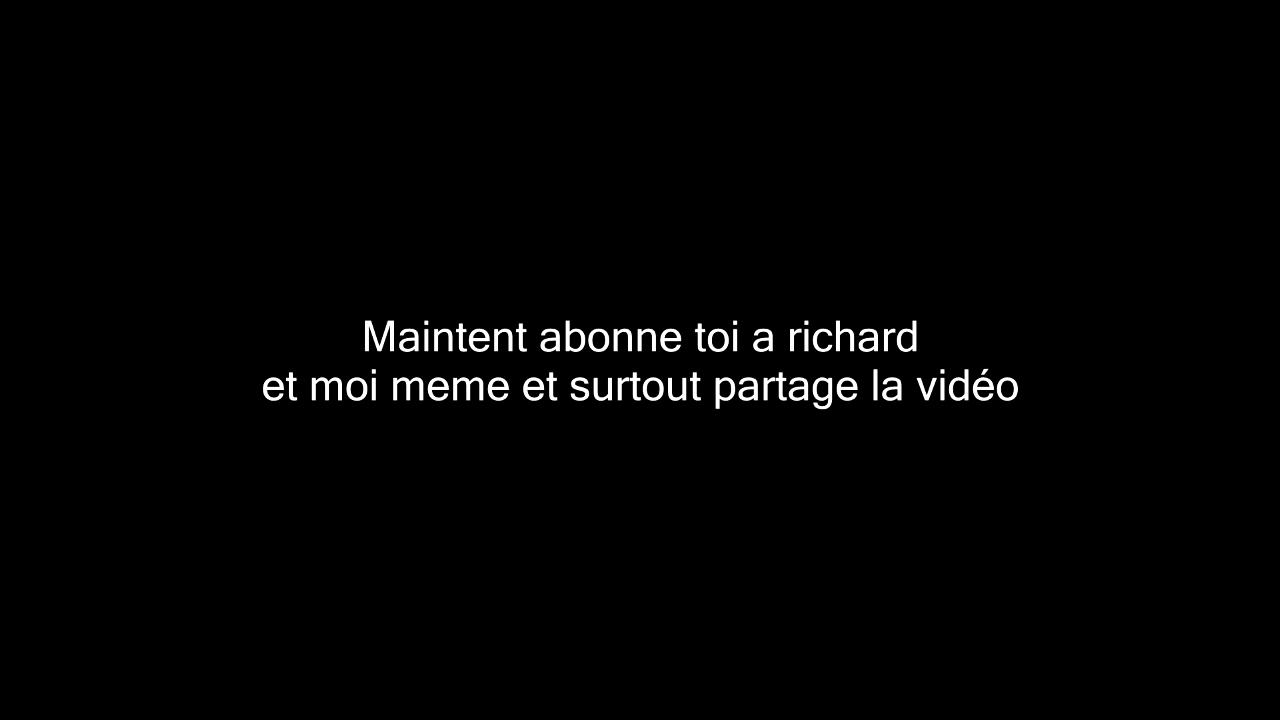 Maintent abonne toi a richard
et moi meme et surtout partage la vidéo